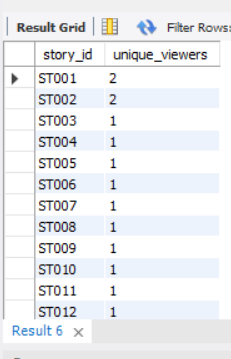 Result Grid Filter Rows:
story_id unique_viewers
ST001 2
ST002 2
ST003 1
ST004 1
ST005 1
ST006 1
ST007 1
ST008 1
ST009 1
ST010 1
ST011 1
ST012 1
Result 6 ×